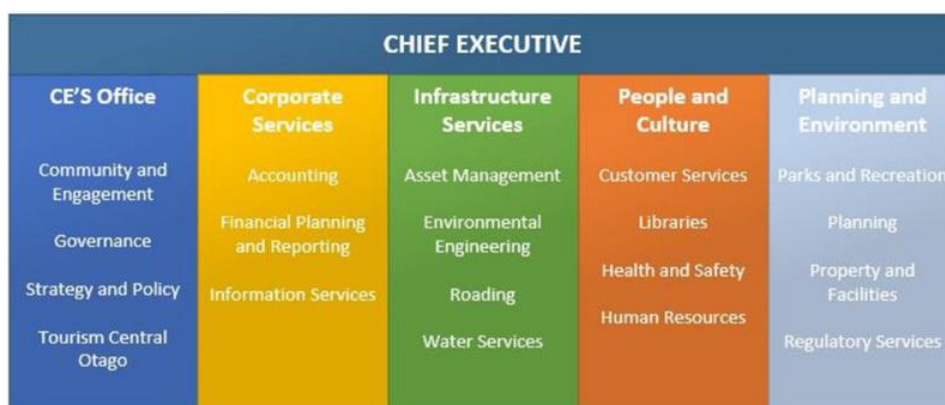 CHIEF EXECUTIVE
CE'S Office
Community and
Engagement
Governance
Strategy and Policy
Tourism Central
Otago
Corporate
Services
Accounting
Financial Planning
and Reporting
Information Services
Infrastructure
Services
Asset Management
Environmental
Engineering
Roading
Water Services
People and
Culture
Customer Services
Libraries
Health and Safety
Human Resources
Planning and
Environment
Parks and Recreation
Planning
Property and
Facilities
Regulatory Services